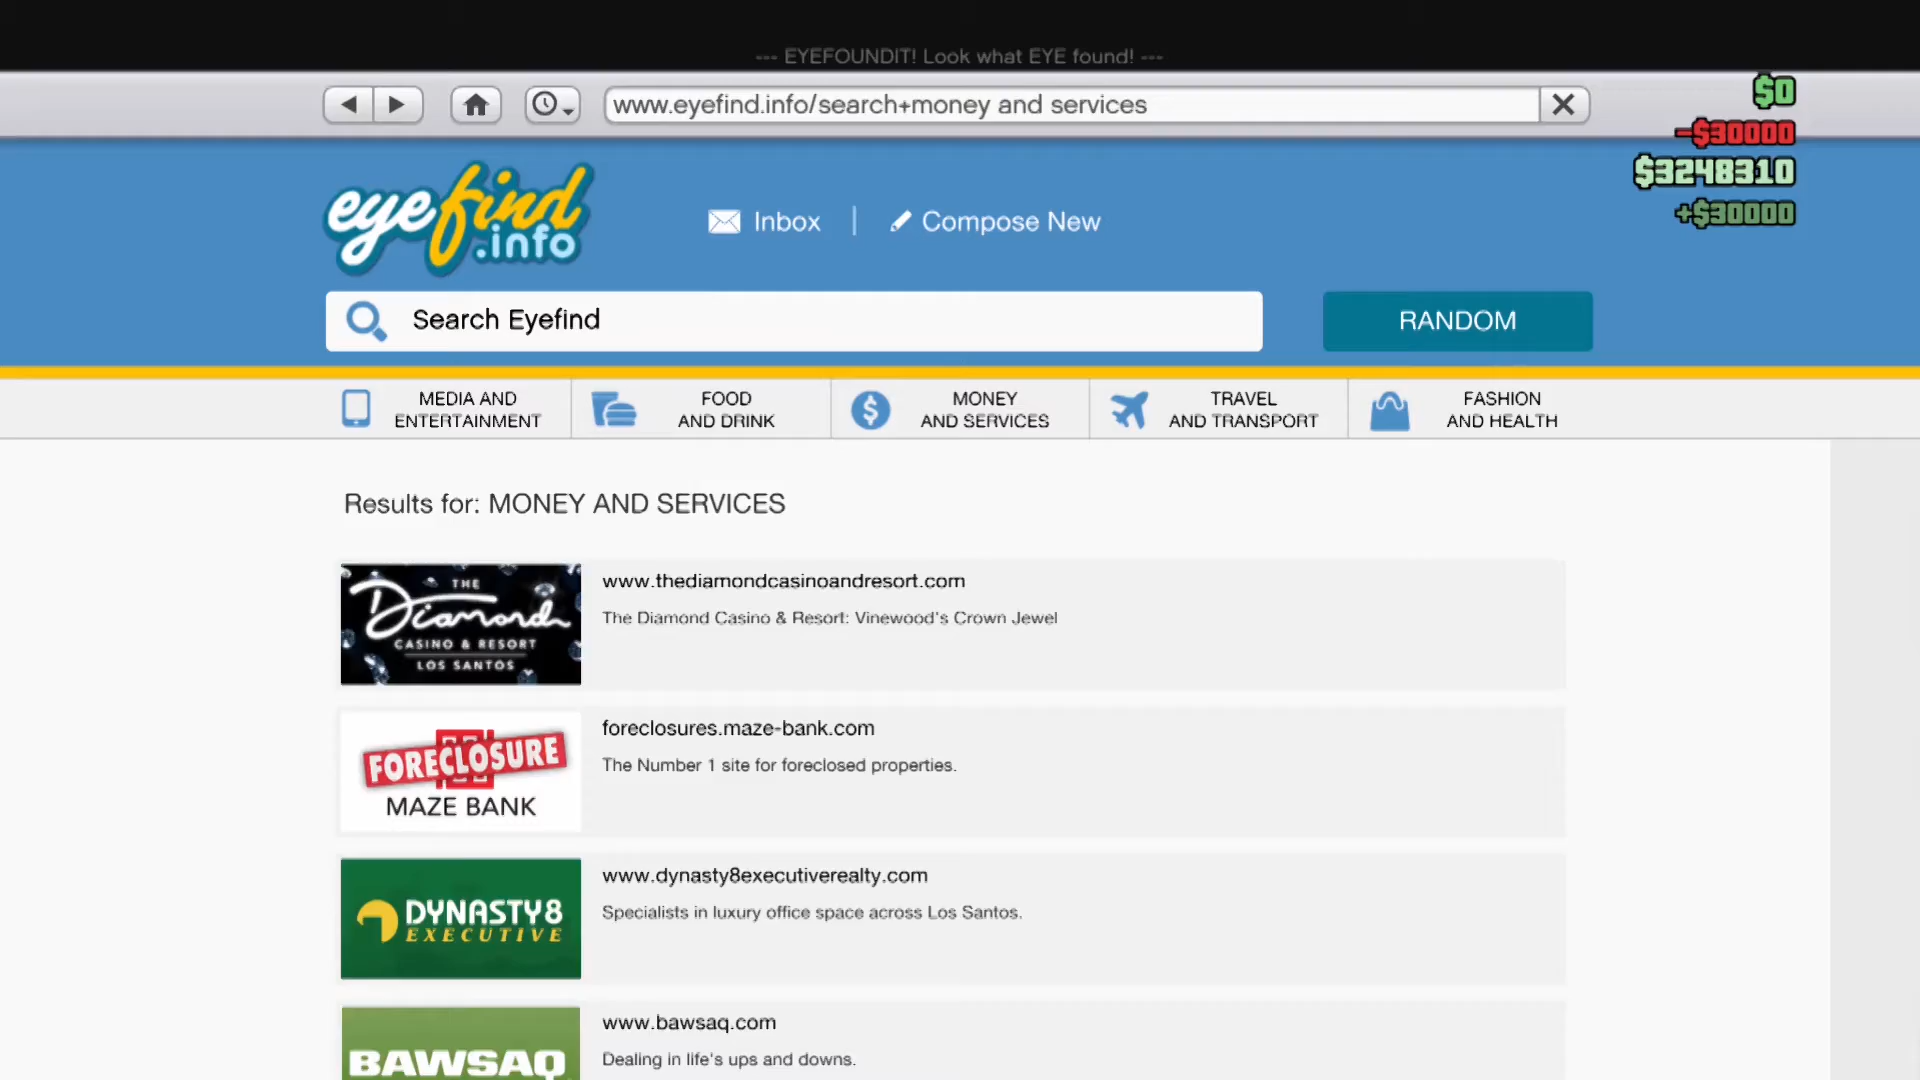 --- EYEFOUNDIT! Look what EYE found! ---
www.eyefind.info/search+money and services
$0
-$30000
$3248310
+$30000
eyefind
.info
Inbox
Compose New
Search Eyefind
RANDOM
MEDIA AND
ENTERTAINMENT
FOOD
AND DRINK
MONEY
AND SERVICES
TRAVEL
AND TRANSPORT
FASHION
AND HEALTH
Results for: MONEY AND SERVICES
THE
Diamond
CASINO & RESORT
LOS SANTOS
www.thediamondcasinoandresort.com
The Diamond Casino & Resort: Vinewood's Crown Jewel
FORECLOSURE
MAZE BANK
foreclosures.maze-bank.com
The Number 1 site for foreclosed properties.
DYNASTY8
EXECUTIVE
www.dynasty8executiverealty.com
Specialists in luxury office space across Los Santos.
BAWSAQ
www.bawsaq.com
Dealing in life's ups and downs.